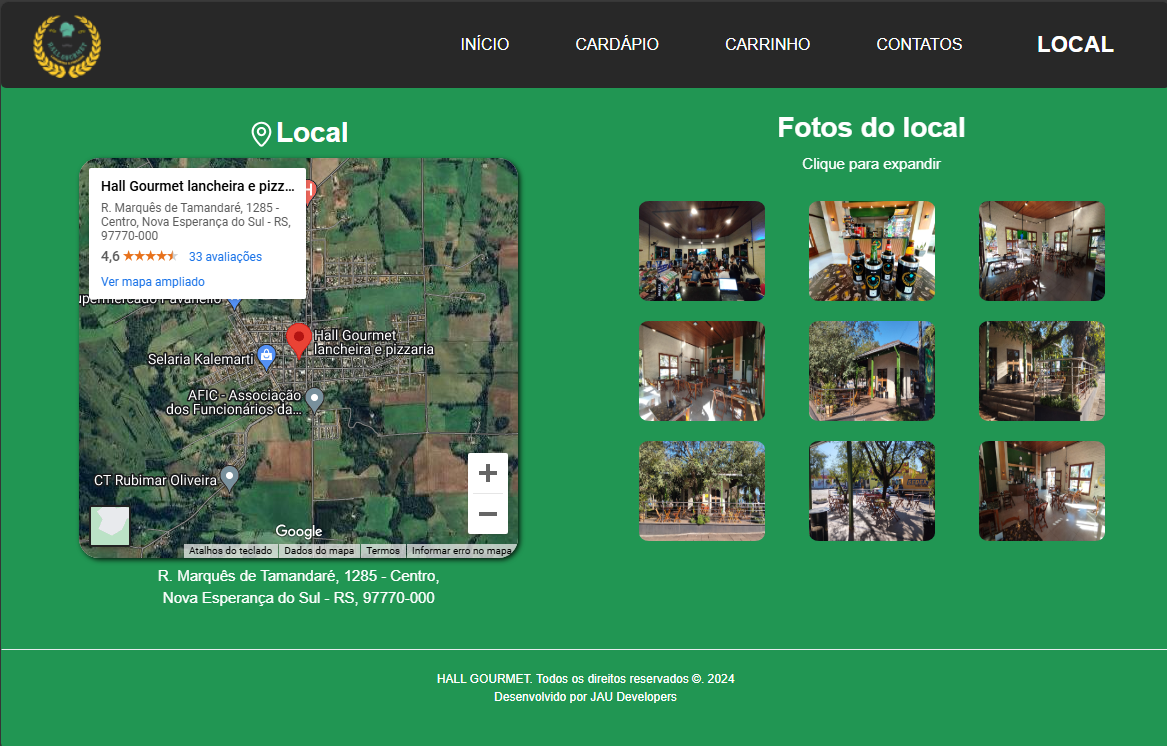 HALL GOURMET
INÍCIO
CARDÁPIO
CARRINHO
CONTATOS
LOCAL
Local
Hall Gourmet lancheira e pizz...
R. Marquês de Tamandaré, 1285 -
Centro, Nova Esperança do Sul - RS,
97770-000
4,6
33 avaliações
Ver mapa ampliado
upermercado Pavanello
Hall Gourmet
lancheira e pizzaria
Selaria Kalemarti
AFIC - Associação
dos Funcionários da...
CT Rubimar Oliveira
Google
Atalhos do teclado
Dados do mapa
Termos
Informar erro no mapa
R. Marquês de Tamandaré, 1285 - Centro,
Nova Esperança do Sul - RS, 97770-000
Fotos do local
Clique para expandir
HALL GOURMET. Todos os direitos reservados ©. 2024
Desenvolvido por JAU Developers